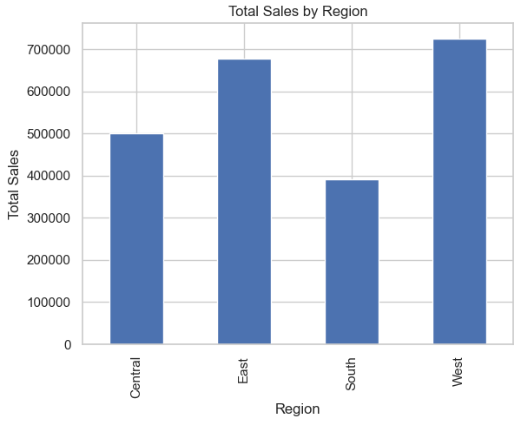 Total Sales by Region
Total Sales
700000
600000
500000
400000
300000
200000
100000
0
Central
East
South
West
Region